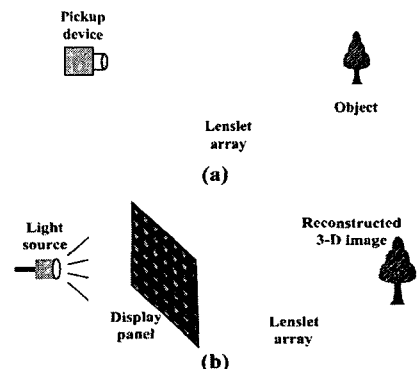 Pickup
device
Object
Lenslet
array
(a)
Light
source
Reconstructed
3-D image
Display
panel
Lenslet
array
(b)